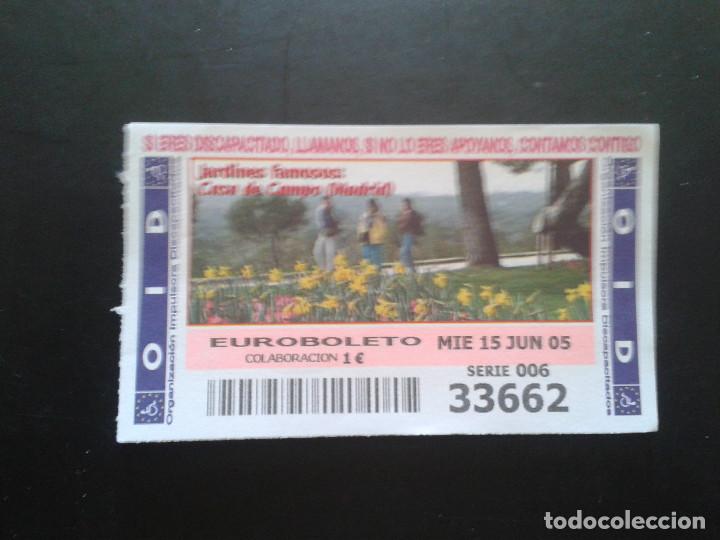 SI ERES DISCAPACITADO, LLAMANOS, SI NO LO ERES APOYANOS, CONTAMOS CONTIGO
Jardines famosos:
Casa de Campo (Madrid)
OID
Organización Impulsora Discapacitados
EUROBOLETO
COLABORACION 1 €
MIE 15 JUN 05
SERIE 006
33662
OID
Organización Impulsora Discapacitados
todocoleccion.net